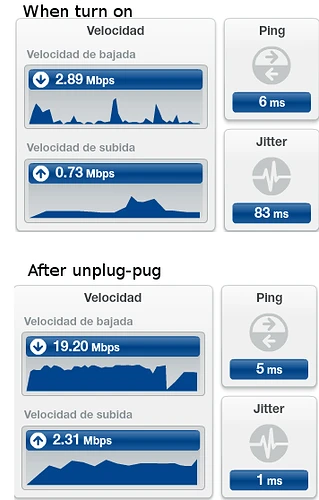 When turn on
Velocidad
Ping
Velocidad de bajada
2.89 Mbps
6 ms
Jitter
Velocidad de subida
0.73 Mbps
83 ms
After unplug-pug
Velocidad
Ping
Velocidad de bajada
19.20 Mbps
5 ms
Jitter
Velocidad de subida
2.31 Mbps
1 ms